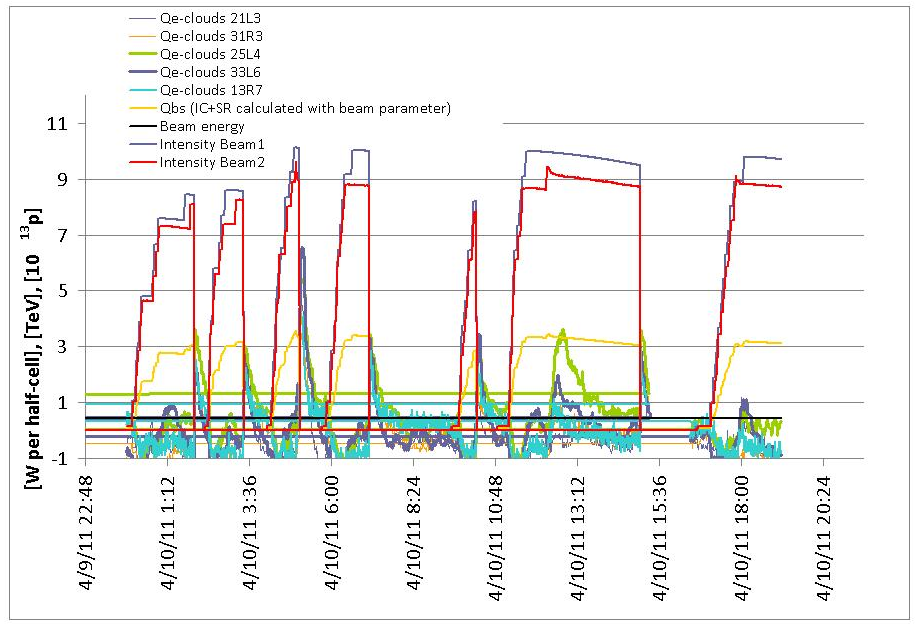 Qe-clouds 21L3
Qe-clouds 31R3
Qe-clouds 25L4
Qe-clouds 33L6
Qe-clouds 13R7
Qbs (IC+SR calculated with beam parameter)
Beam energy
Intensity Beam1
Intensity Beam2
[W per half-cell], [TeV], [10 13p]
11
9
7
5
3
1
-1
4/9/11 22:48
4/10/11 1:12
4/10/11 3:36
4/10/11 6:00
4/10/11 8:24
4/10/11 10:48
4/10/11 13:12
4/10/11 15:36
4/10/11 18:00
4/10/11 20:24